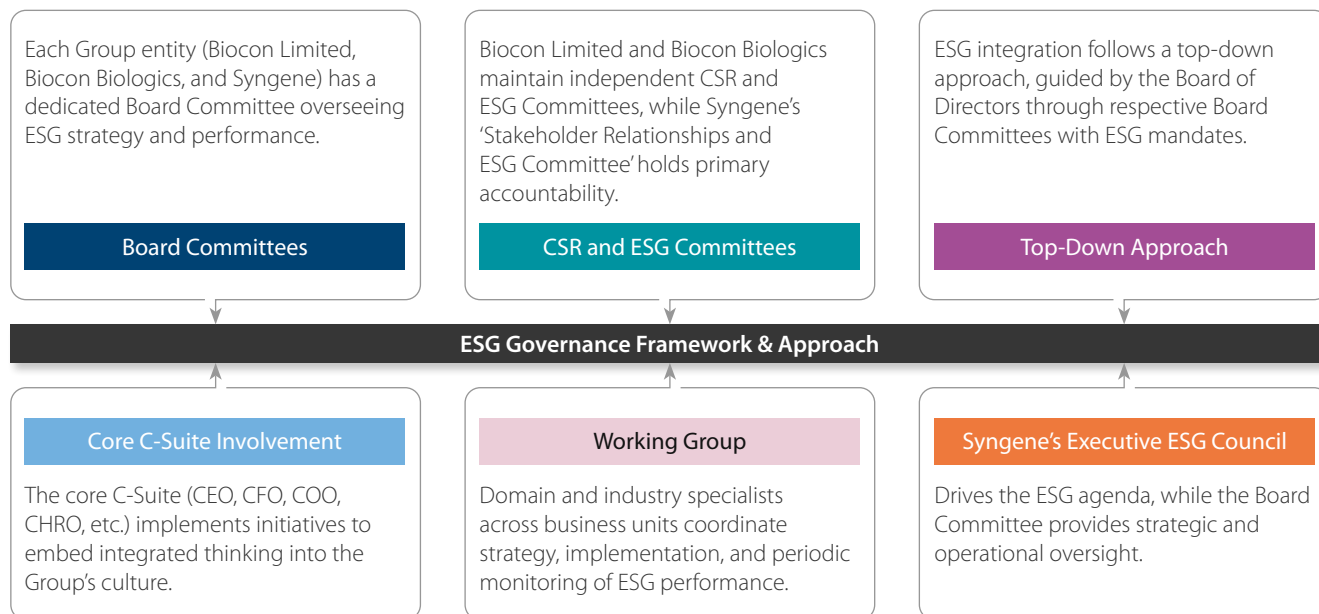 Each Group entity (Biocon Limited,
Biocon Biologics, and Syngene) has a
dedicated Board Committee overseeing
ESG strategy and performance.
Board Committees
Biocon Limited and Biocon Biologics
maintain independent CSR and
ESG Committees, while Syngene’s
‘Stakeholder Relationships and
ESG Committee’ holds primary
accountability.
CSR and ESG Committees
ESG integration follows a top-down
approach, guided by the Board of
Directors through respective Board
Committees with ESG mandates.
Top-Down Approach
ESG Governance Framework & Approach
Core C-Suite Involvement
The core C-Suite (CEO, CFO, COO,
CHRO, etc.) implements initiatives to
embed integrated thinking into the
Group’s culture.
Working Group
Domain and industry specialists
across business units coordinate
strategy, implementation, and periodic
monitoring of ESG performance.
Syngene’s Executive ESG Council
Drives the ESG agenda, while the Board
Committee provides strategic and
operational oversight.